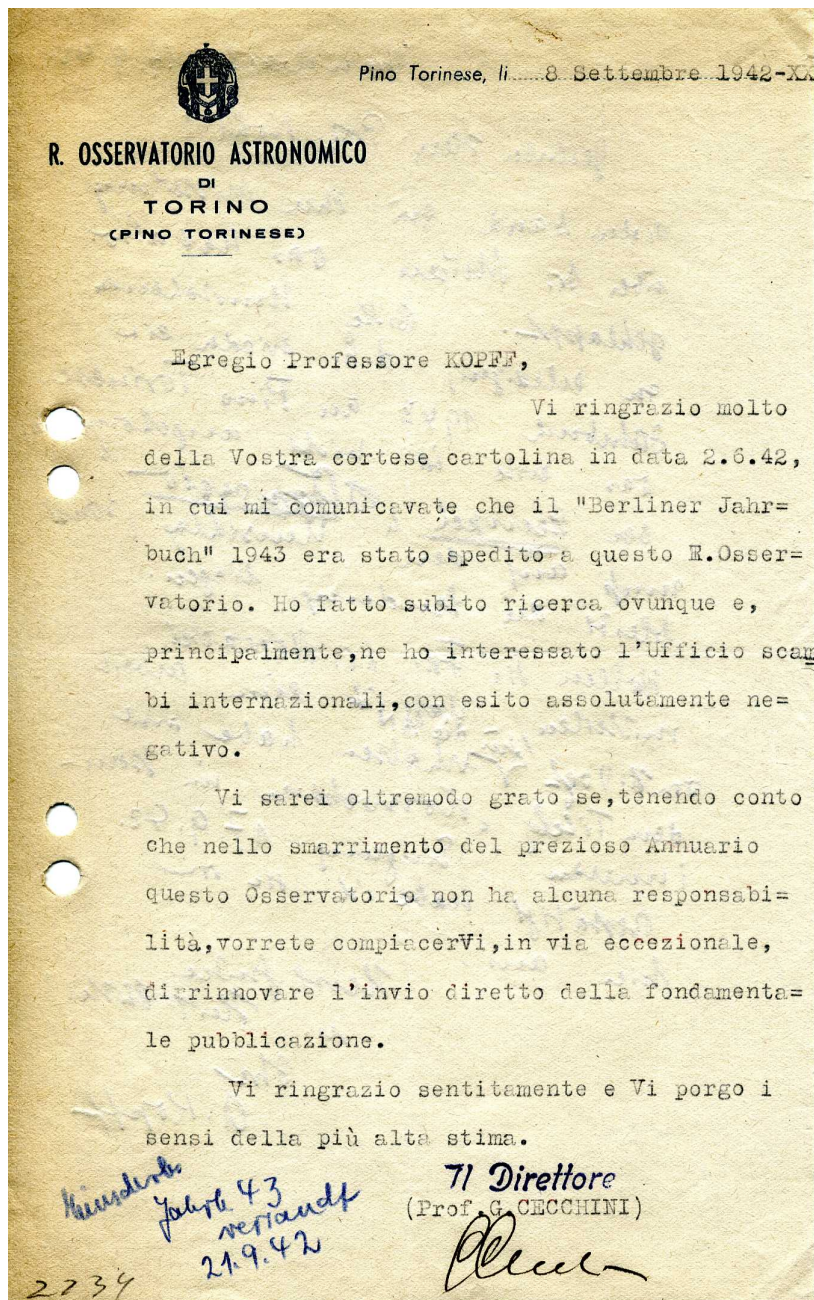 Pino Torinese, li 8 Settembre 1942-XX
R. OSSERVATORIO ASTRONOMICO
DI
TORINO
(PINO TORINESE)
Egregio Professore KOPFF,
Vi ringrazio molto
della Vostra cortese cartolina in data 2.6.42,
in cui mi comunicavate che il "Berliner Jahr=
buch" 1943 era stato spedito a questo R.Osser=
vatorio. Ho fatto subito ricerca ovunque e,
principalmente,ne ho interessato l'Ufficio scam
bi internazionali,con esito assolutamente ne=
gativo.
Vi sarei oltremodo grato se,tenendo conto
che nello smarrimento del prezioso Annuario
questo Osservatorio non ha alcuna responsabi=
lità,vorrete compiacerVi,in via eccezionale,
dirrinnovare l'invio diretto della fondamenta=
le pubblicazione.
Vi ringrazio sentitamente e Vi porgo i
sensi della più alta stima.
Il Direttore
(Prof.G.CECCHINI)
Jahrb 43
versandt
21.9.42
2234